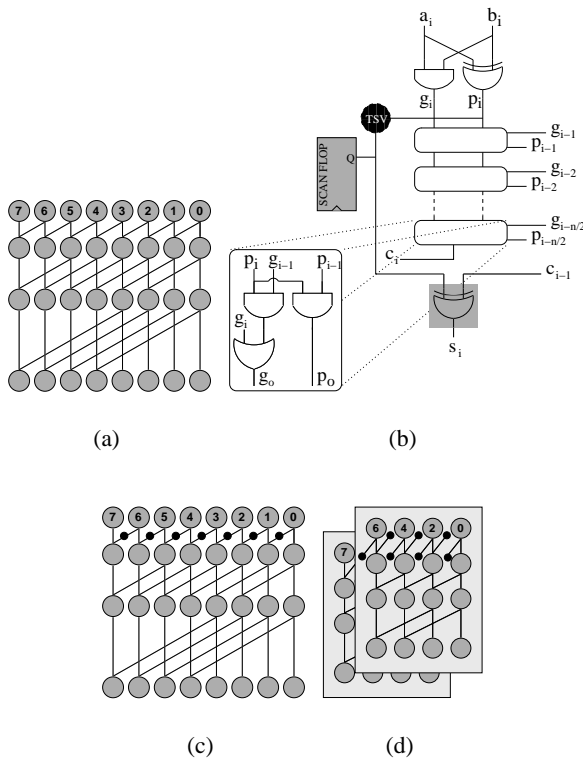 a_i b_i
g_i p_i
TSV
SCAN FLOP
Q
g_{i−1}
p_{i−1}
g_{i−2}
p_{i−2}
g_{i−n/2}
p_{i−n/2}
c_i
c_{i−1}
s_i
7 6 5 4 3 2 1 0
p_i g_{i−1} p_{i−1}
g_i
g_o p_o
(a) (b)
7 6 5 4 3 2 1 0
6 4 2 0
7
(c) (d)